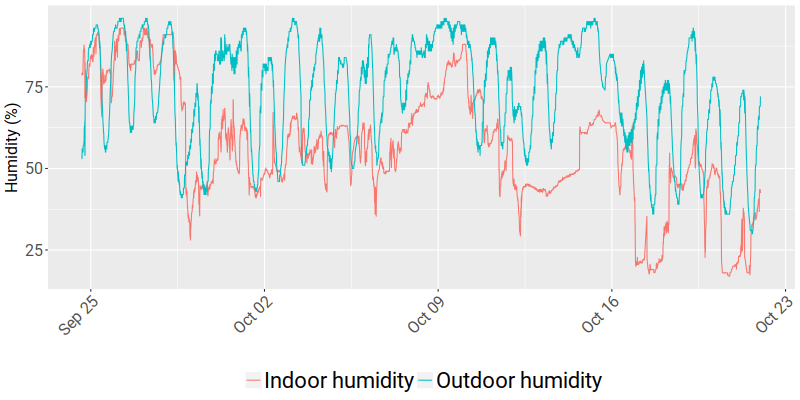 Humidity (%)
75
50
25
Sep 25
Oct 02
Oct 09
Oct 16
Oct 23
Indoor humidity
Outdoor humidity